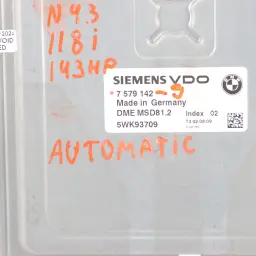 N43
118i
143HP
AUTOMATIC
VOID
SIEMENS VDO
* 7 579 142 -9
Made in Germany
DME MSD81.2 Index 02
5WK93709